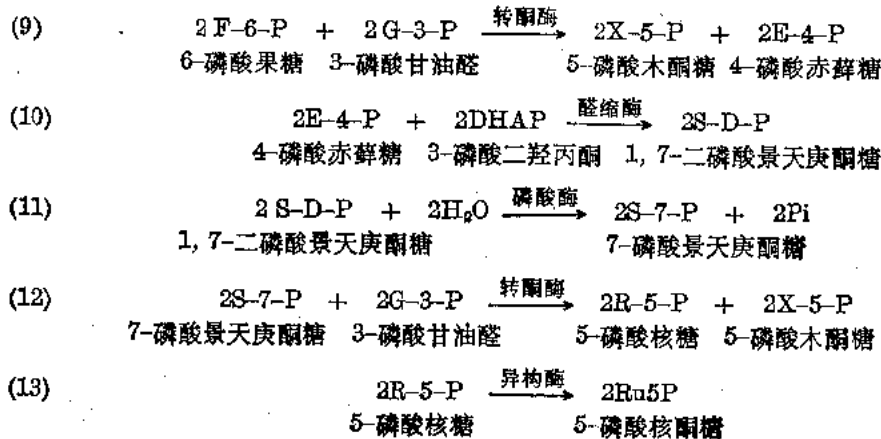 (9) 2F-6-P + 2G-3-P 转酮酶 2X-5-P + 2E-4-P
6-磷酸果糖 3-磷酸甘油醛 5-磷酸木酮糖 4-磷酸赤藓糖
(10) 2E-4-P + 2DHAP 醛缩酶 2S-D-P
4-磷酸赤藓糖 3-磷酸二羟丙酮 1, 7-二磷酸景天庚酮糖
(11) 2S-D-P + 2H₂O 磷酸酶 2S-7-P + 2Pi
1, 7-二磷酸景天庚酮糖 7-磷酸景天庚酮糖
(12) 2S-7-P + 2G-3-P 转酮酶 2R-5-P + 2X-5-P
7-磷酸景天庚酮糖 3-磷酸甘油醛 5-磷酸核糖 5-磷酸木酮糖
(13) 2R-5-P 异构酶 2Ru5P
5-磷酸核糖 5-磷酸核酮糖